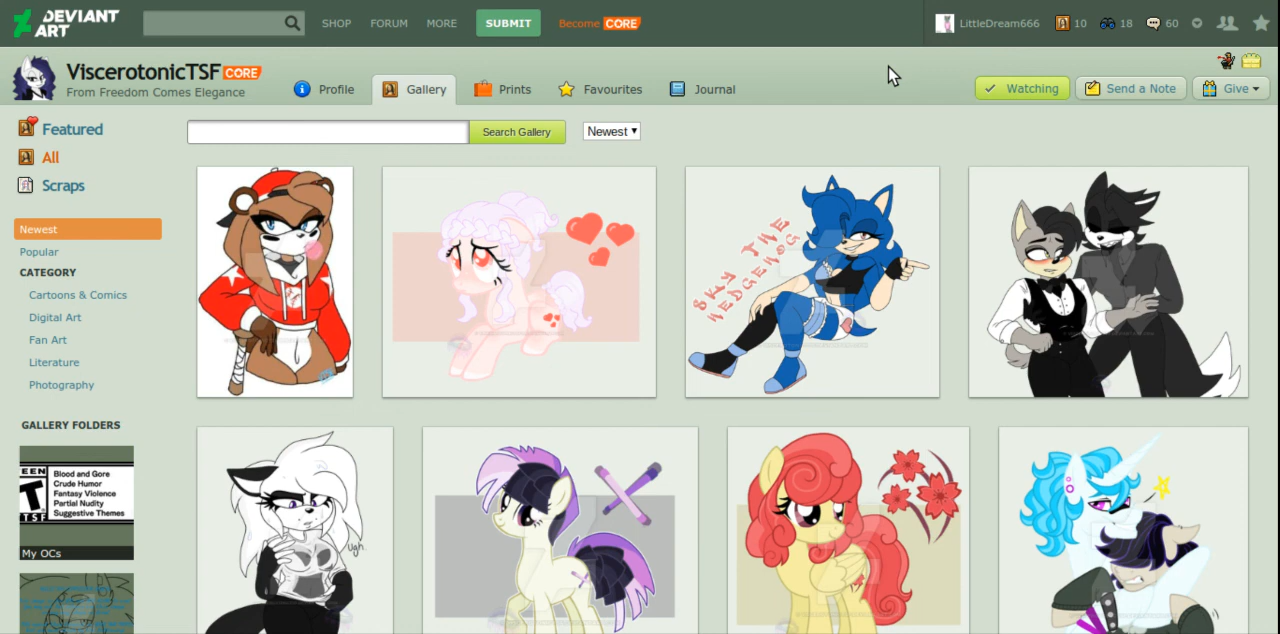 DEVIANT ART
SHOP FORUM MORE SUBMIT Become CORE
LittleDream666 10 18 60
ViscerotonicTSF CORE
From Freedom Comes Elegance
Profile Gallery Prints Favourites Journal
Watching Send a Note Give
Featured
All
Scraps
Search Gallery Newest
Newest
Popular
CATEGORY
Cartoons & Comics
Digital Art
Fan Art
Literature
Photography
GALLERY FOLDERS
TEEN
T
TSF
Blood and Gore
Crude Humor
Fantasy Violence
Partial Nudity
Suggestive Themes
My OCs
SKY THE
HEDGEHOG
Ugh.